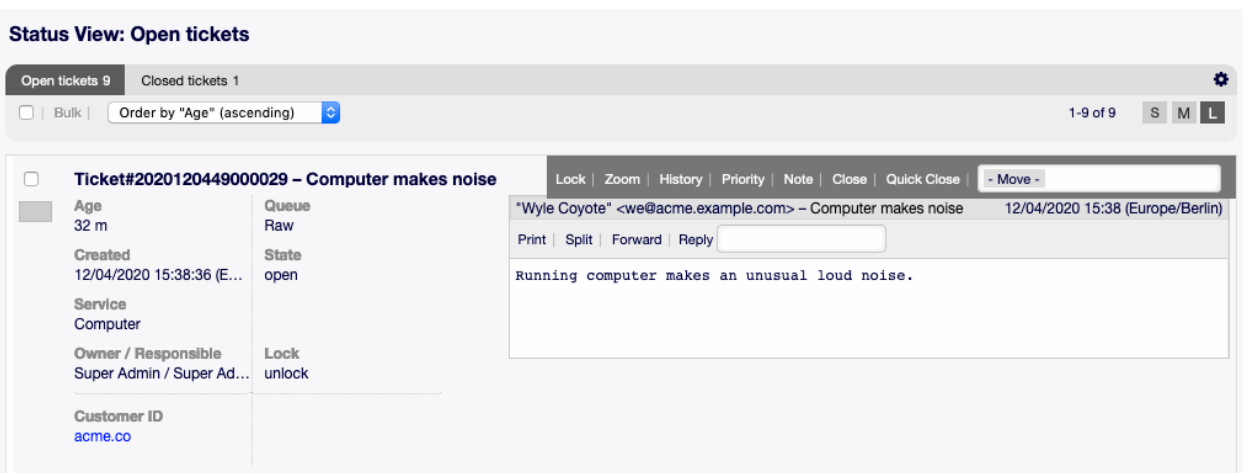 Status View: Open tickets
Open tickets 9 Closed tickets 1
| Bulk | Order by "Age" (ascending) 1-9 of 9 S M L
Ticket#2020120449000029 – Computer makes noise
Lock | Zoom | History | Priority | Note | Close | Quick Close | - Move -
Age
32 m
Queue
Raw
Created
12/04/2020 15:38:36 (E...
State
open
Service
Computer
Owner / Responsible
Super Admin / Super Ad...
Lock
unlock
Customer ID
acme.co
"Wyle Coyote" <we@acme.example.com> – Computer makes noise 12/04/2020 15:38 (Europe/Berlin)
Print | Split | Forward | Reply
Running computer makes an unusual loud noise.